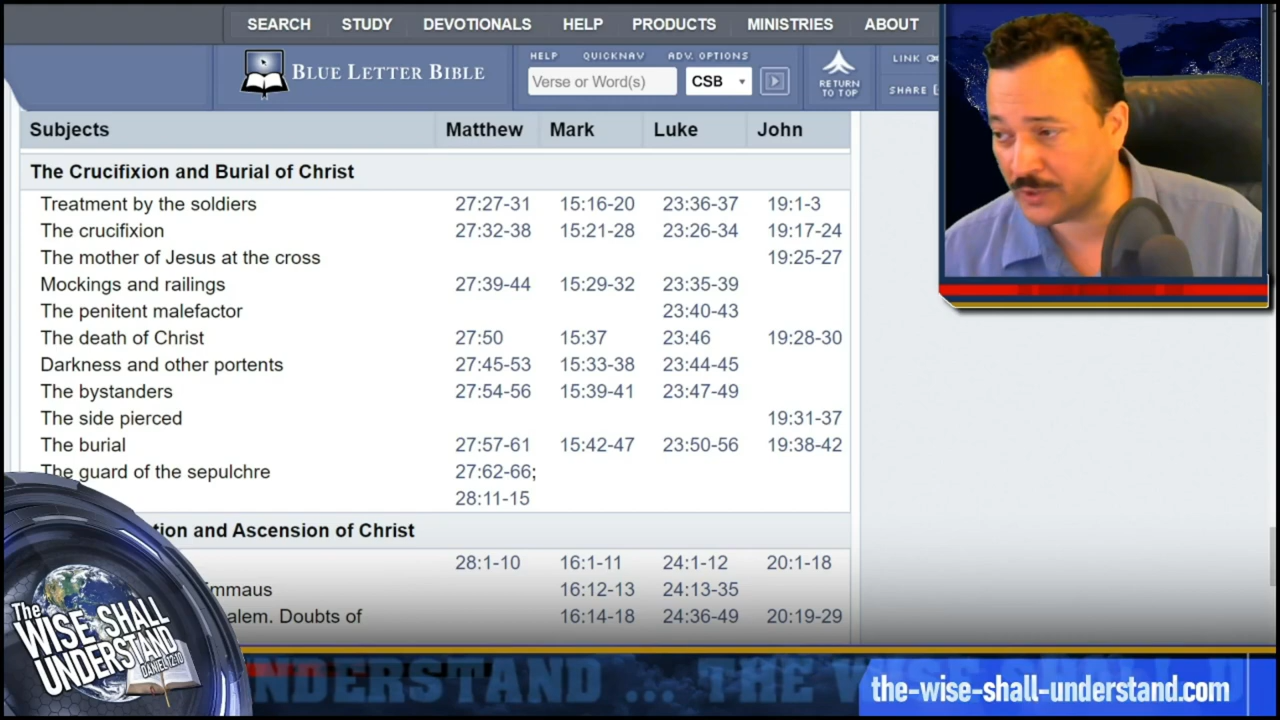 SEARCH STUDY DEVOTIONALS HELP PRODUCTS MINISTRIES ABOUT
HELP QUICKNAV ADV. OPTIONS
BLUE LETTER BIBLE
Verse or Word(s) CSB
RETURN
TO TOP
LINK
SHARE
Subjects Matthew Mark Luke John
The Crucifixion and Burial of Christ
Treatment by the soldiers 27:27-31 15:16-20 23:36-37 19:1-3
The crucifixion 27:32-38 15:21-28 23:26-34 19:17-24
The mother of Jesus at the cross 19:25-27
Mockings and railings 27:39-44 15:29-32 23:35-39
The penitent malefactor 23:40-43
The death of Christ 27:50 15:37 23:46 19:28-30
Darkness and other portents 27:45-53 15:33-38 23:44-45
The bystanders 27:54-56 15:39-41 23:47-49
The side pierced 19:31-37
The burial 27:57-61 15:42-47 23:50-56 19:38-42
The guard of the sepulchre 27:62-66;
28:11-15
tion and Ascension of Christ
28:1-10 16:1-11 24:1-12 20:1-18
mmaus 16:12-13 24:13-35
alem. Doubts of 16:14-18 24:36-49 20:19-29
The
WISE SHALL
UNDERSTAND
DANIEL 12:10
UNDERSTAND ... THE WISE SHALL U
the-wise-shall-understand.com